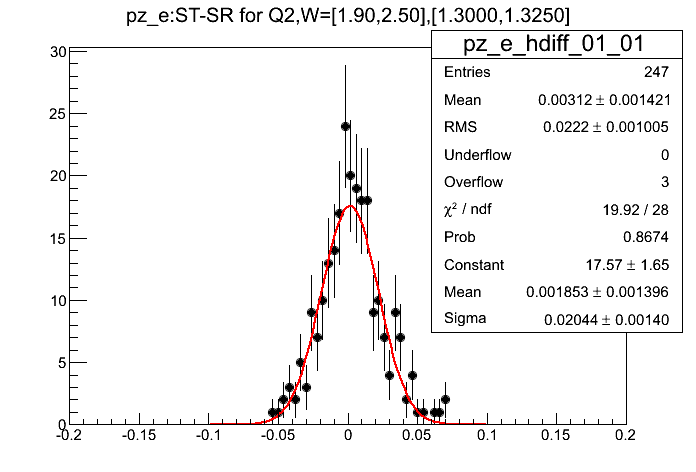 pz_e:ST-SR for Q2,W=[1.90,2.50],[1.3000,1.3250]
pz_e_hdiff_01_01
Entries 247
Mean 0.00312 ± 0.001421
RMS 0.0222 ± 0.001005
Underflow 0
Overflow 3
χ² / ndf 19.92 / 28
Prob 0.8674
Constant 17.57 ± 1.65
Mean 0.001853 ± 0.001396
Sigma 0.02044 ± 0.00140
30
25
20
15
10
5
0
-0.2 -0.15 -0.1 -0.05 0 0.05 0.1 0.15 0.2